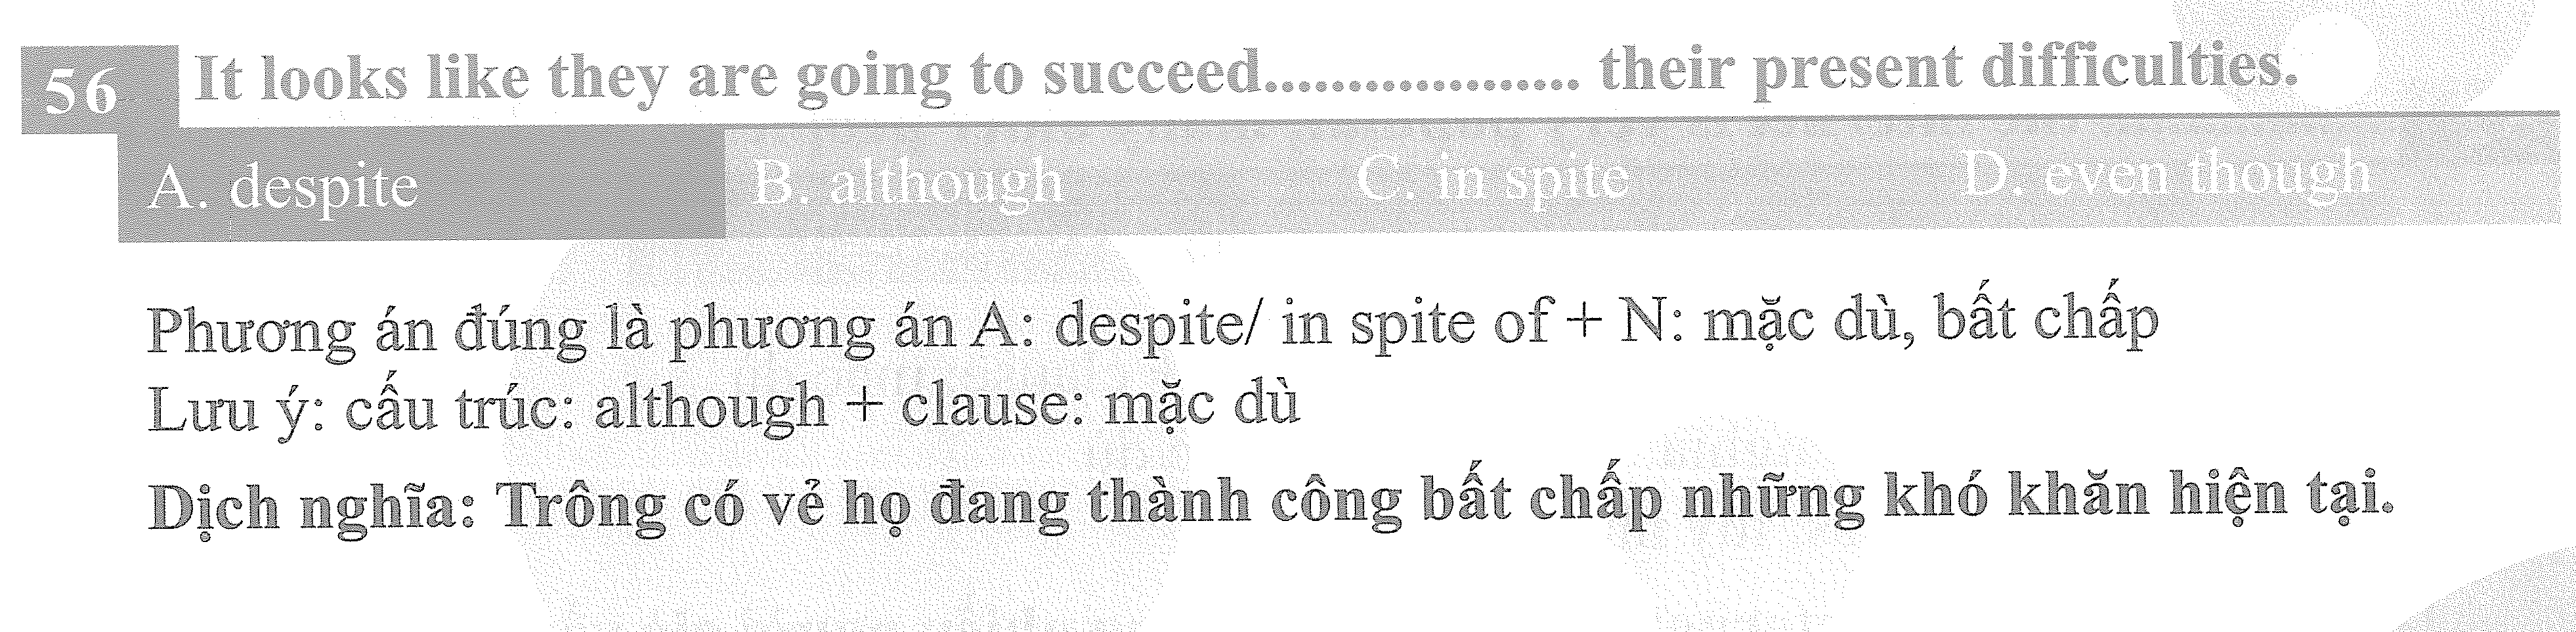 56 It looks like they are going to succeed.................. their present difficulties.
A. despite B. although C. in spite D. even though
Phương án đúng là phương án A: despite/ in spite of + N: mặc dù, bất chấp
Lưu ý: cấu trúc: although + clause: mặc dù
Dịch nghĩa: Trông có vẻ họ đang thành công bất chấp những khó khăn hiện tại.